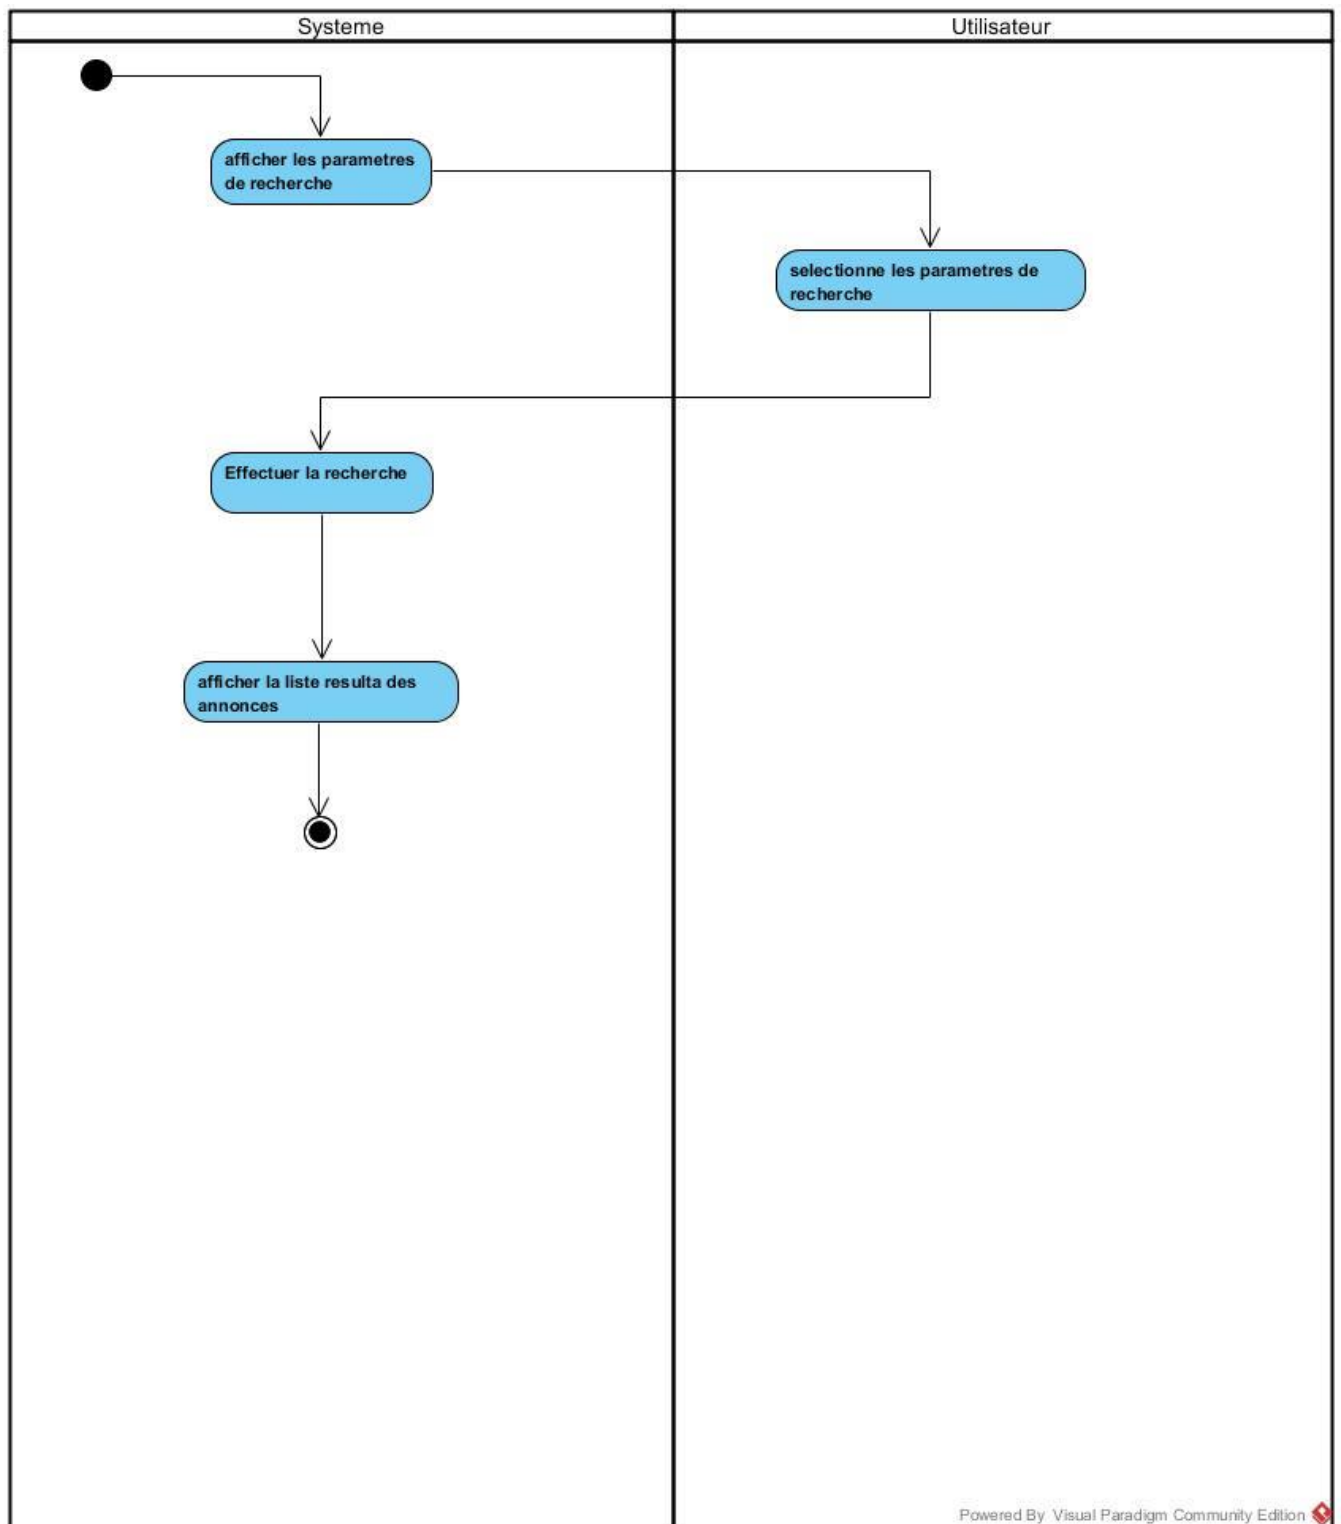 Systeme
Utilisateur
afficher les parametres
de recherche
selectionne les parametres de
recherche
Effectuer la recherche
afficher la liste resulta des
annonces
Powered By Visual Paradigm Community Edition